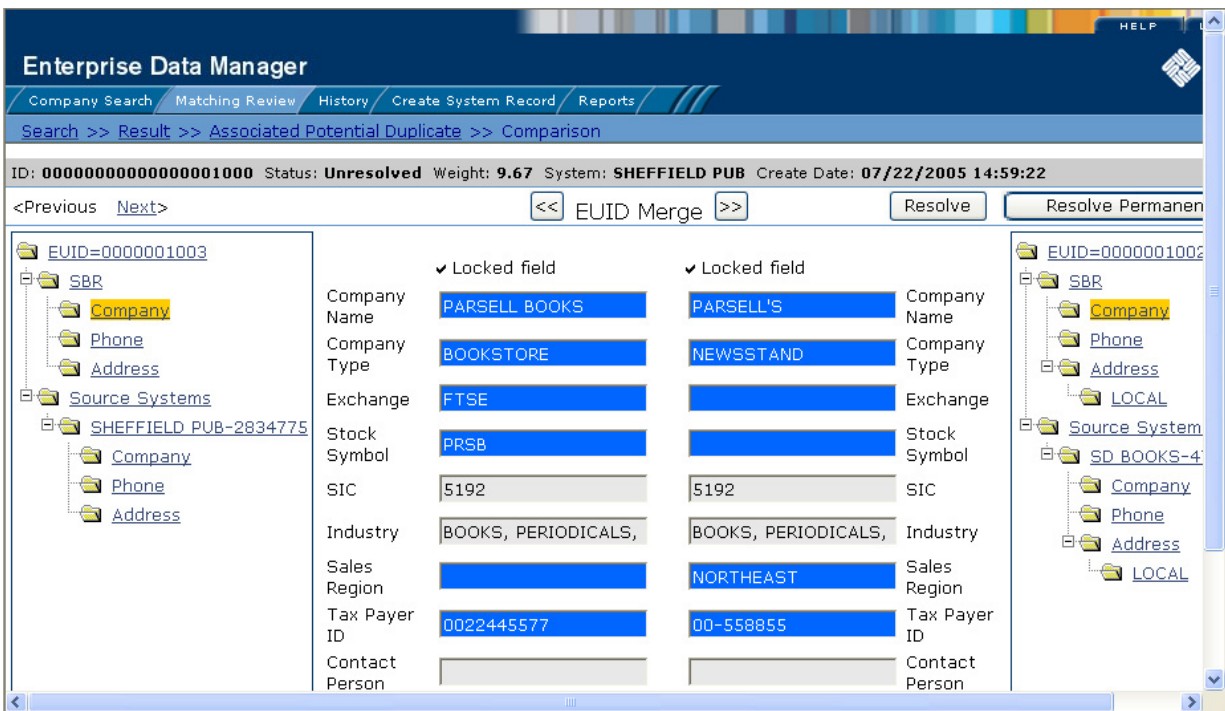 HELP
Enterprise Data Manager
Company Search Matching Review History Create System Record Reports
Search >> Result >> Associated Potential Duplicate >> Comparison
ID: 00000000000000001000 Status: Unresolved Weight: 9.67 System: SHEFFIELD PUB Create Date: 07/22/2005 14:59:22
<Previous Next> << EUID Merge >> Resolve Resolve Permanen
EUID=0000001003
SBR
Company
Phone
Address
Source Systems
SHEFFIELD PUB-2834775
Company
Phone
Address
✔ Locked field ✔ Locked field
Company Name PARSELL BOOKS PARSELL'S Company Name
Company Type BOOKSTORE NEWSSTAND Company Type
Exchange FTSE Exchange
Stock Symbol PRSB Stock Symbol
SIC 5192 5192 SIC
Industry BOOKS, PERIODICALS, BOOKS, PERIODICALS, Industry
Sales Region NORTHEAST Sales Region
Tax Payer ID 0022445577 00-558855 Tax Payer ID
Contact Person Contact Person
EUID=0000001002
SBR
Company
Phone
Address
LOCAL
Source System
SD BOOKS-4
Company
Phone
Address
LOCAL